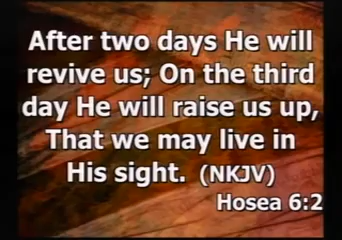 After two days He will
revive us; On the third
day He will raise us up,
That we may live in
His sight. (NKJV)
Hosea 6:2